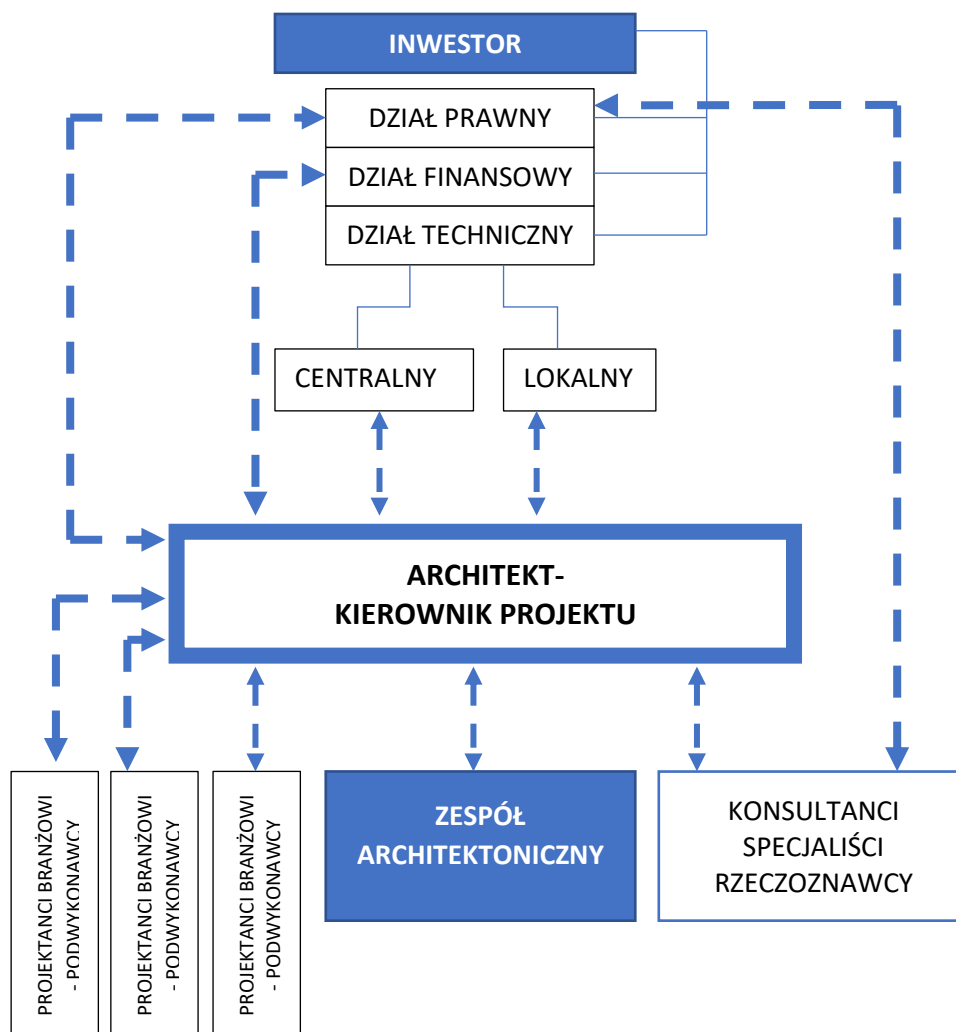 INWESTOR
DZIAŁ PRAWNY
DZIAŁ FINANSOWY
DZIAŁ TECHNICZNY
CENTRALNY
LOKALNY
ARCHITEKT-
KIEROWNIK PROJEKTU
PROJEKTANCI BRANŻOWI
- PODWYKONAWCY
PROJEKTANCI BRANŻOWI
- PODWYKONAWCY
PROJEKTANCI BRANŻOWI
- PODWYKONAWCY
ZESPÓŁ
ARCHITEKTONICZNY
KONSULTANCI
SPECJALIŚCI
RZECZOZNAWCY